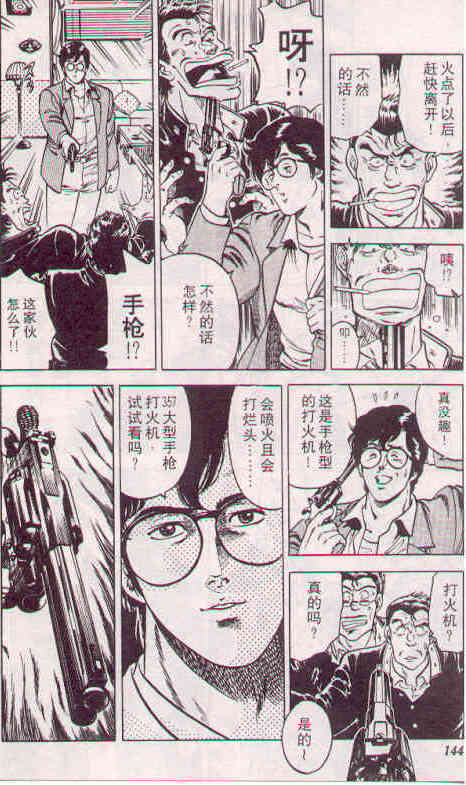 火点了以后，
赶快离开！
不然
的话……
咦!?
卯……
呀
!?
不然的话
怎样？
手枪!?
这家伙
怎么了!!
真没趣！
这是手枪型
的打火机！
打火机？
真的吗？
是的～
会喷火且会
打烂头……
357大型手枪
打火机，
试试看吗？
144